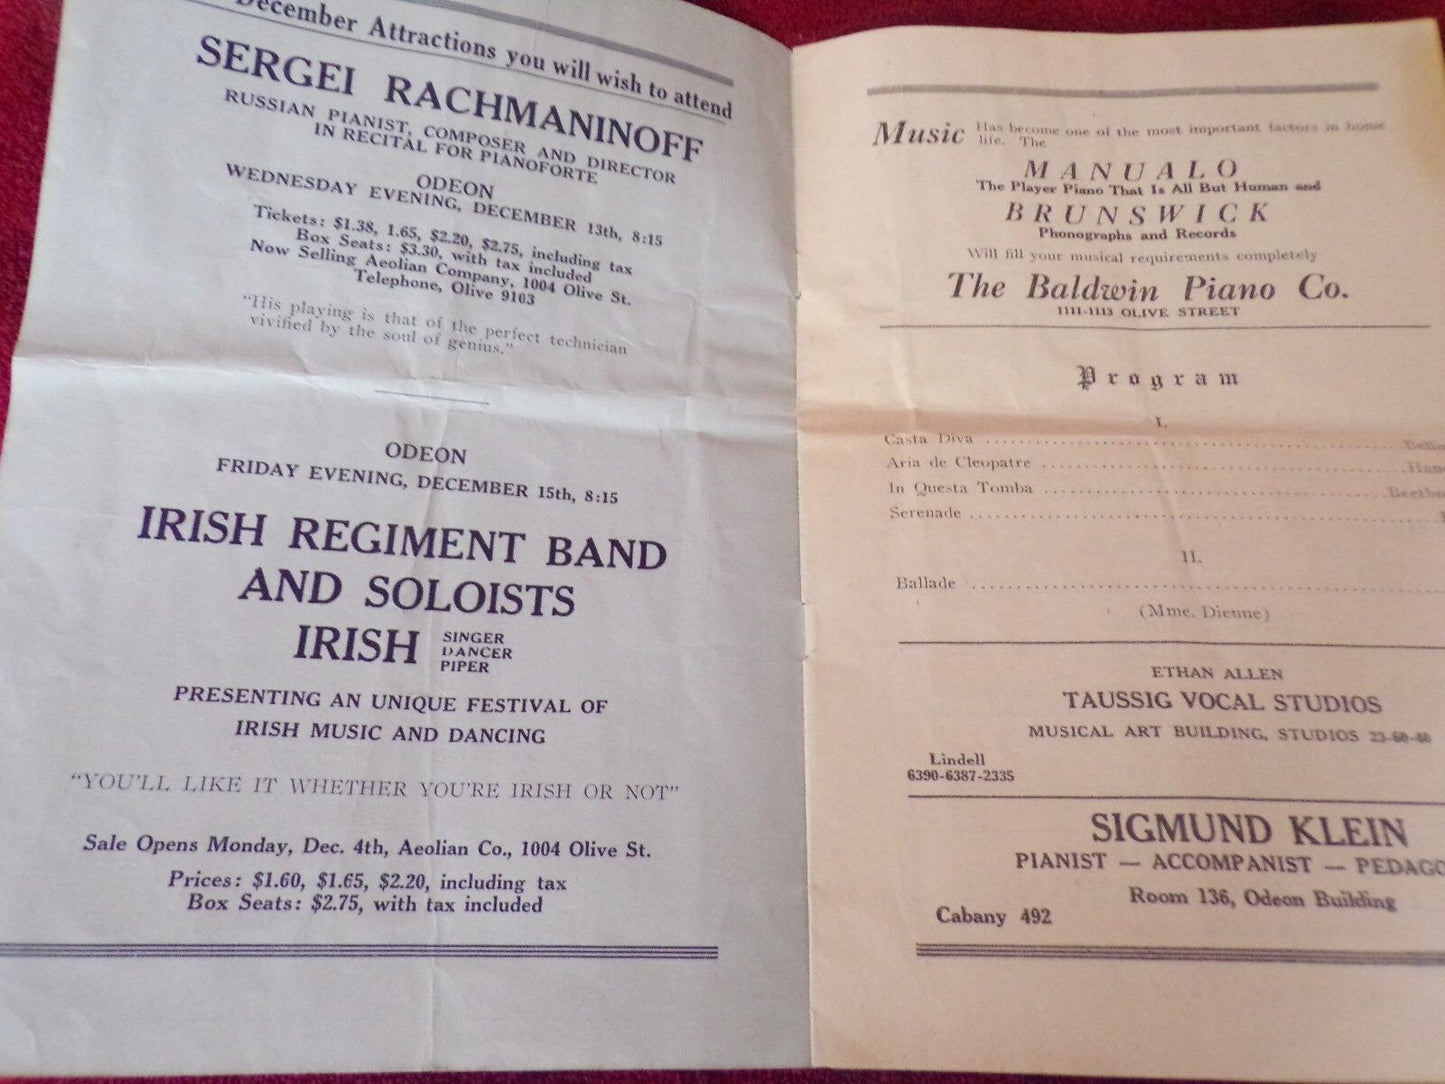 December Attractions you will wish to attend
SERGEI RACHMANINOFF
RUSSIAN PIANIST, COMPOSER AND DIRECTOR
IN RECITAL FOR PIANOFORTE
ODEON
WEDNESDAY EVENING, DECEMBER 13th, 8:15
Tickets: $1.38, 1.65, $2.20, $2.75, including tax
Box Seats: $3.30, with tax included
Now Selling Aeolian Company, 1004 Olive St.
Telephone, Olive 9103
"His playing is that of the perfect technician
vivified by the soul of genius."
ODEON
FRIDAY EVENING, DECEMBER 15th, 8:15
IRISH REGIMENT BAND
AND SOLOISTS
IRISH SINGER
DANCER
PIPER
PRESENTING AN UNIQUE FESTIVAL OF
IRISH MUSIC AND DANCING
"YOU'LL LIKE IT WHETHER YOU'RE IRISH OR NOT"
Sale Opens Monday, Dec. 4th, Aeolian Co., 1004 Olive St.
Prices: $1.60, $1.65, $2.20, including tax
Box Seats: $2.75, with tax included
Music Has become one of the most important factors in home
life. The
MANUALO
The Player Piano That Is All But Human and
BRUNSWICK
Phonographs and Records
Will fill your musical requirements completely
The Baldwin Piano Co.
1111-1113 OLIVE STREET
Program
I.
Casta Diva
Aria de Cleopatre
In Questa Tomba
Serenade
II.
Ballade
(Mme. Dienne)
ETHAN ALLEN
TAUSSIG VOCAL STUDIOS
MUSICAL ART BUILDING, STUDIOS 23-60-40
Lindell
6390-6387-2335
SIGMUND KLEIN
PIANIST — ACCOMPANIST — PEDAGO
Room 136, Odeon Building
Cabany 492